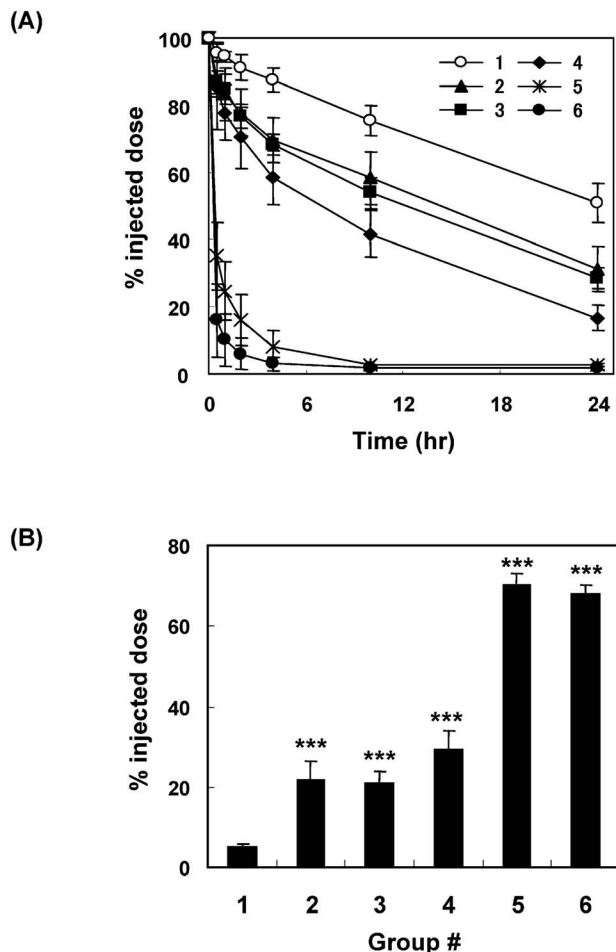 (A)
% injected dose
100
80
60
40
20
0
1 4
2 5
3 6
0 6 12 18 24
Time (hr)
(B)
% injected dose
80
60
40
20
0
*** *** *** *** ***
1 2 3 4 5 6
Group #